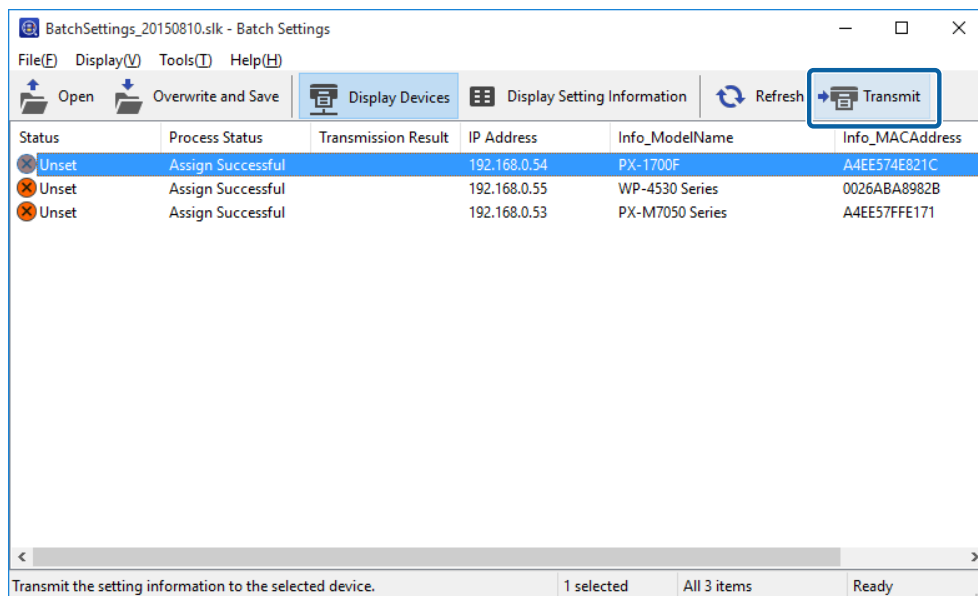 BatchSettings_20150810.slk - Batch Settings
File(F) Display(V) Tools(T) Help(H)
Open Overwrite and Save Display Devices Display Setting Information Refresh Transmit
Status Process Status Transmission Result IP Address Info_ModelName Info_MACAddress
Unset Assign Successful 192.168.0.54 PX-1700F A4EE574E821C
Unset Assign Successful 192.168.0.55 WP-4530 Series 0026ABA8982B
Unset Assign Successful 192.168.0.53 PX-M7050 Series A4EE57FFE171
Transmit the setting information to the selected device. 1 selected All 3 items Ready